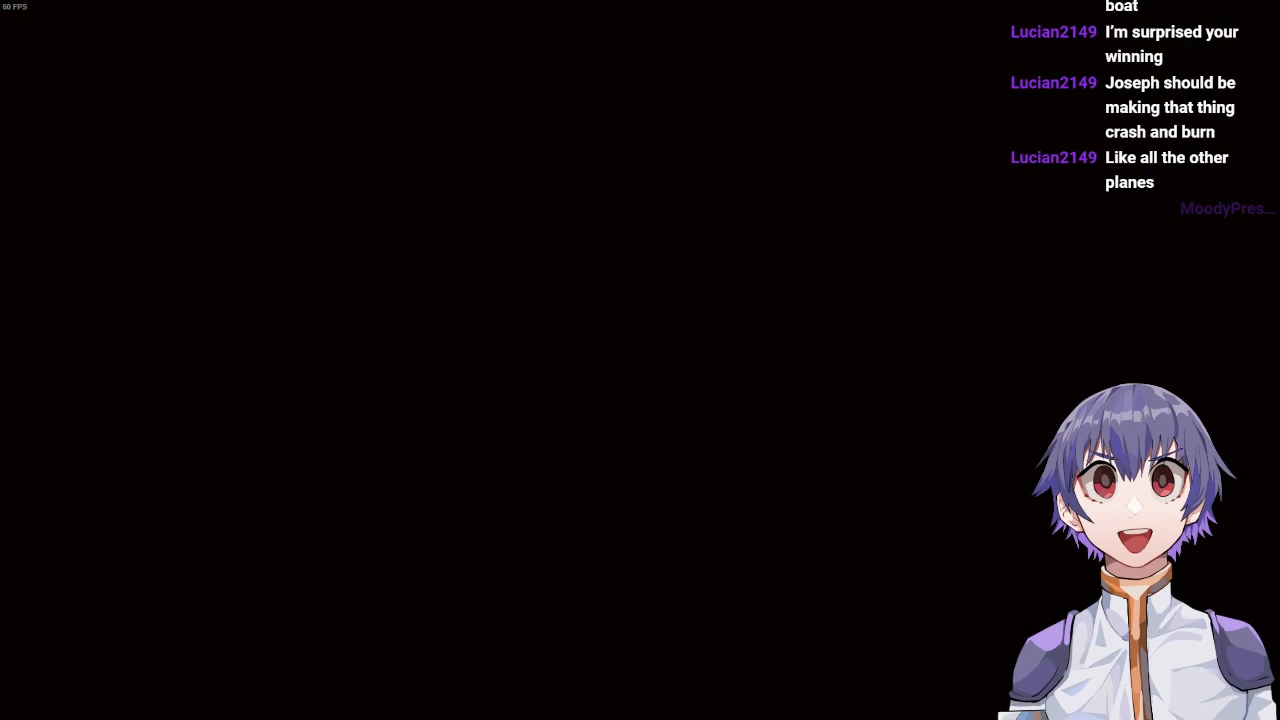 60 FPS
boat
Lucian2149 I'm surprised your
winning
Lucian2149 Joseph should be
making that thing
crash and burn
Lucian2149 Like all the other
planes
MoodyPres...